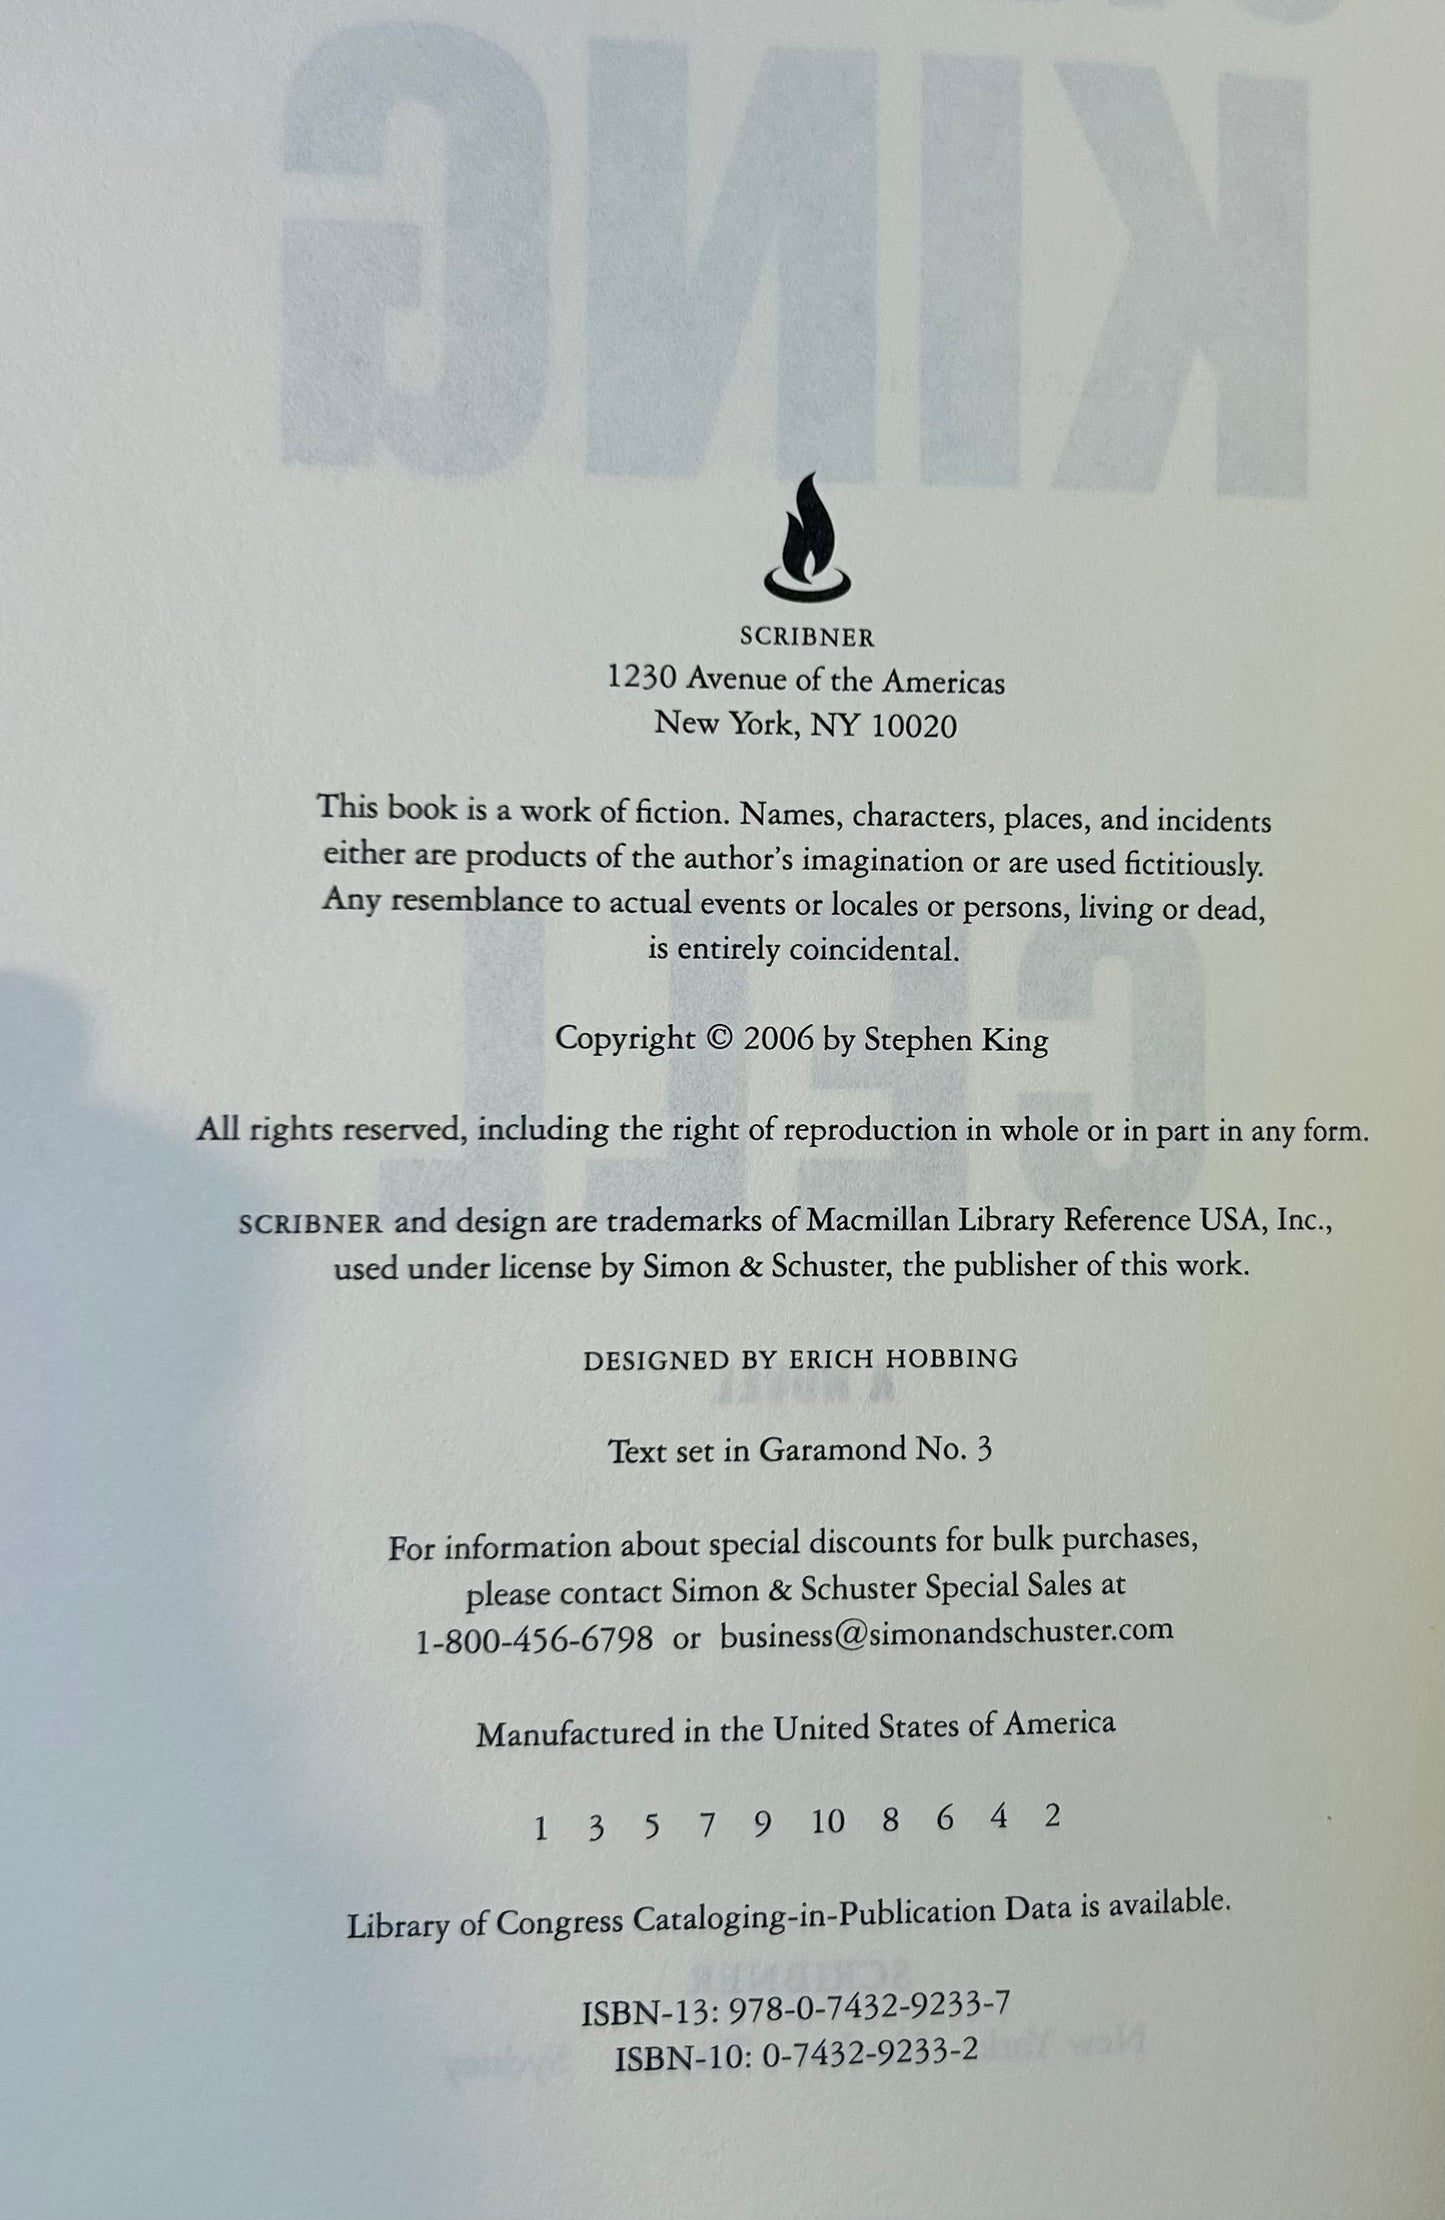 KING
SCRIBNER
1230 Avenue of the Americas
New York, NY 10020
This book is a work of fiction. Names, characters, places, and incidents
either are products of the author's imagination or are used fictitiously.
Any resemblance to actual events or locales or persons, living or dead,
is entirely coincidental.
CELL
Copyright © 2006 by Stephen King
All rights reserved, including the right of reproduction in whole or in part in any form.
SCRIBNER and design are trademarks of Macmillan Library Reference USA, Inc.,
used under license by Simon & Schuster, the publisher of this work.
DESIGNED BY ERICH HOBBING
A NOVEL
Text set in Garamond No. 3
For information about special discounts for bulk purchases,
please contact Simon & Schuster Special Sales at
1-800-456-6798 or business@simonandschuster.com
Manufactured in the United States of America
1 3 5 7 9 10 8 6 4 2
Library of Congress Cataloging-in-Publication Data is available.
SCRIBNER
ISBN-13: 978-0-7432-9233-7
New York Sydney
ISBN-10: 0-7432-9233-2